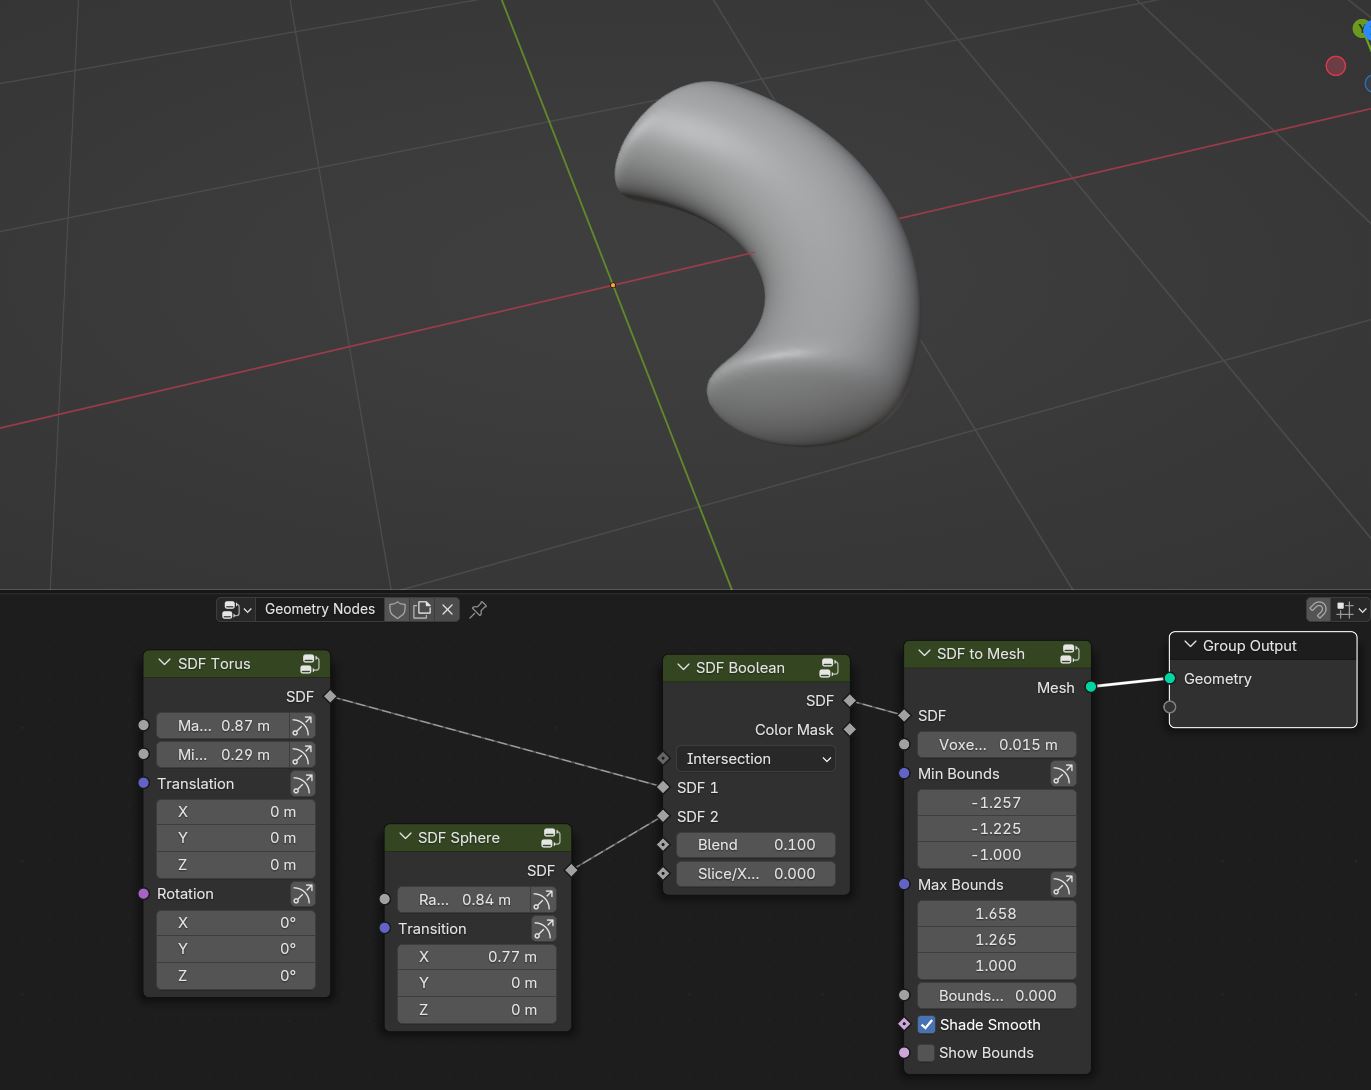 Y
Geometry Nodes
SDF Torus
SDF
Ma... 0.87 m
Mi... 0.29 m
Translation
X 0 m
Y 0 m
Z 0 m
Rotation
X 0°
Y 0°
Z 0°
SDF Sphere
SDF
Ra... 0.84 m
Transition
X 0.77 m
Y 0 m
Z 0 m
SDF Boolean
SDF
Color Mask
Intersection
SDF 1
SDF 2
Blend 0.100
Slice/X... 0.000
SDF to Mesh
Mesh
SDF
Voxe... 0.015 m
Min Bounds
-1.257
-1.225
-1.000
Max Bounds
1.658
1.265
1.000
Bounds... 0.000
Shade Smooth
Show Bounds
Group Output
Geometry